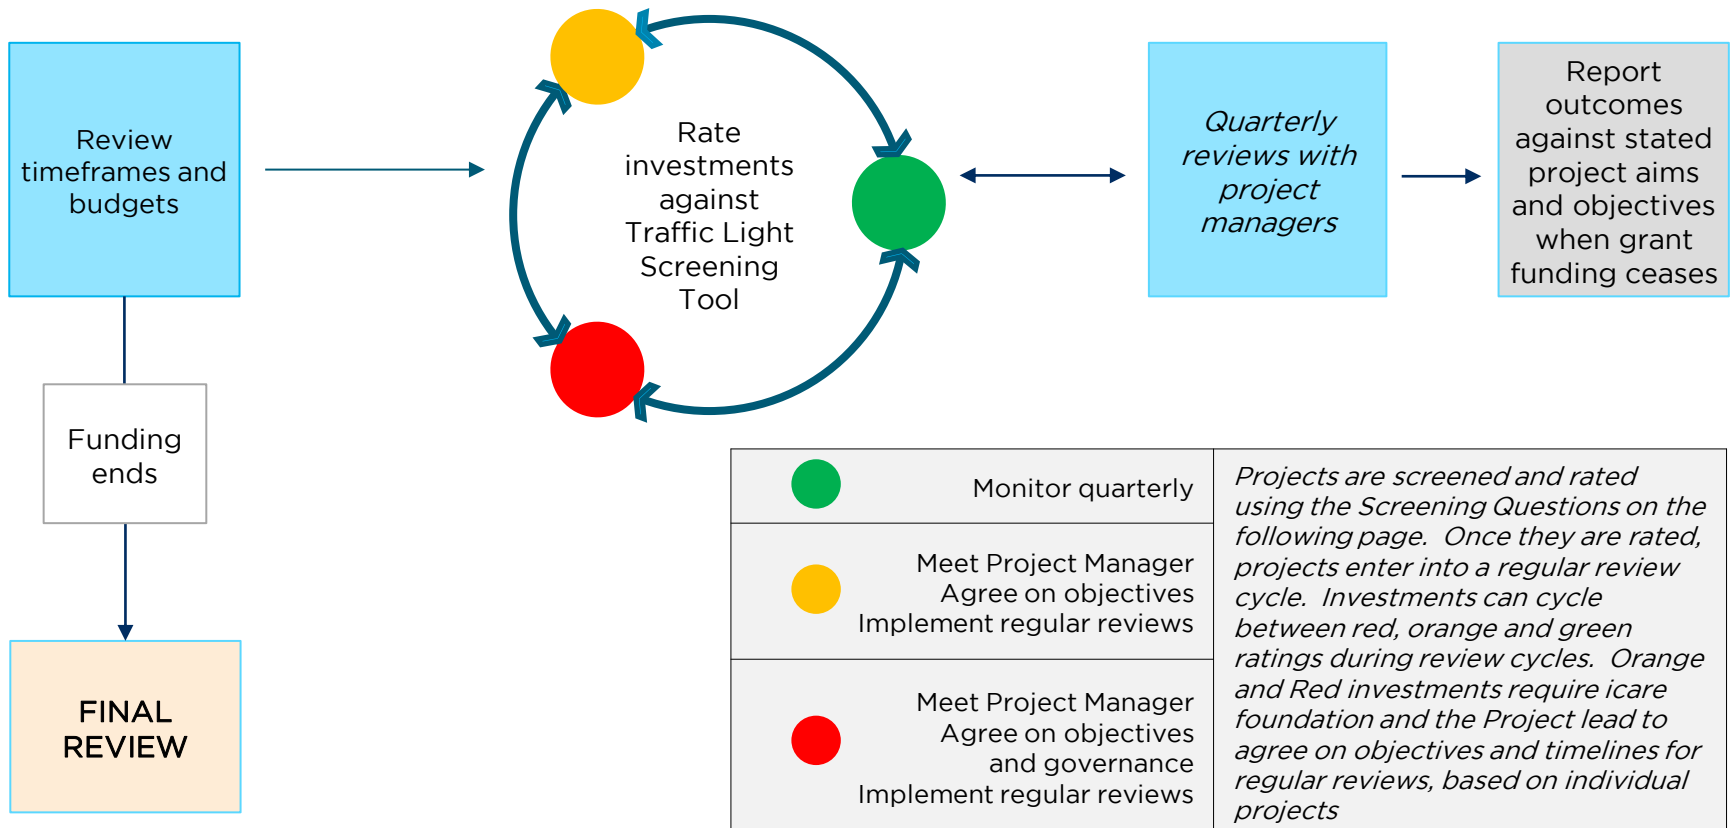 Review
timeframes and
budgets
Rate
investments
against
Traffic Light
Screening
Tool
Quarterly
reviews with
project
managers
Report
outcomes
against stated
project aims
and objectives
when grant
funding ceases
Funding
ends
FINAL
REVIEW
Monitor quarterly
Meet Project Manager
Agree on objectives
Implement regular reviews
Meet Project Manager
Agree on objectives
and governance
Implement regular reviews
Projects are screened and rated
using the Screening Questions on the
following page.  Once they are rated,
projects enter into a regular review
cycle.  Investments can cycle
between red, orange and green
ratings during review cycles.  Orange
and Red investments require icare
foundation and the Project lead to
agree on objectives and timelines for
regular reviews, based on individual
projects